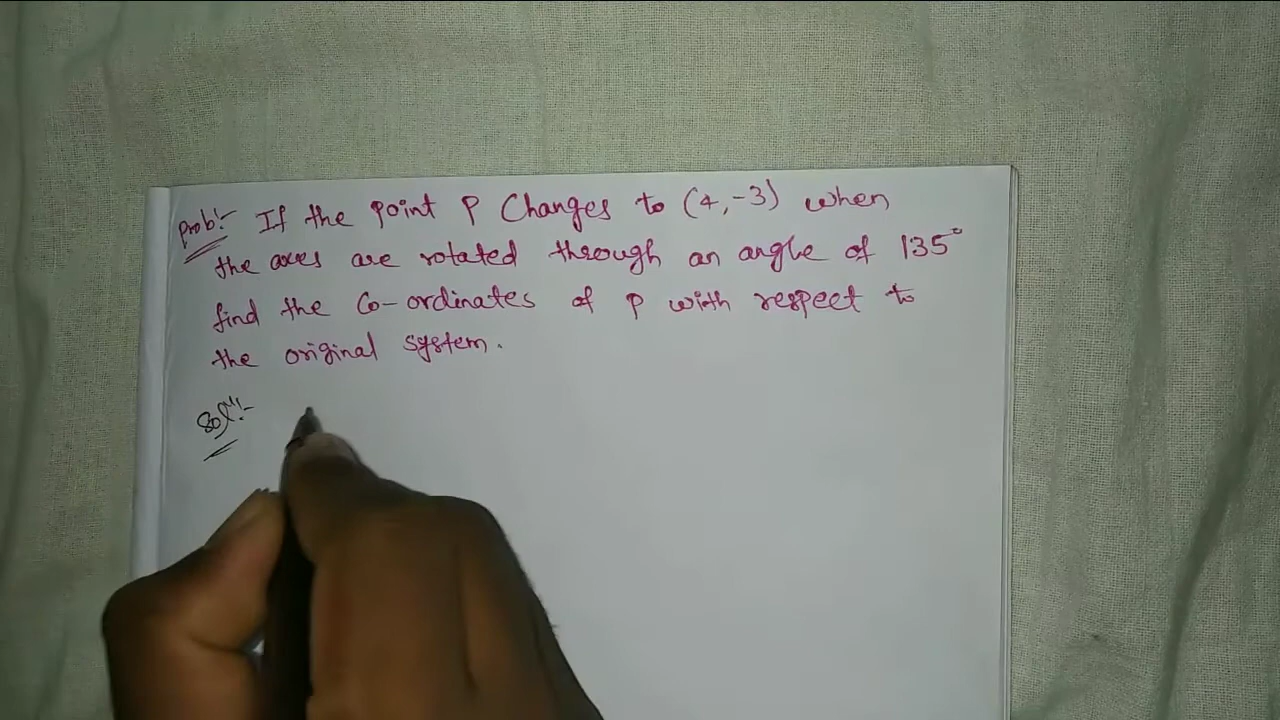 Prob:- If the point P Changes to (4,-3) when
the axes are rotated through an angle of 135°
find the Co-ordinates of P with respect to
the original system.
Solⁿ:-